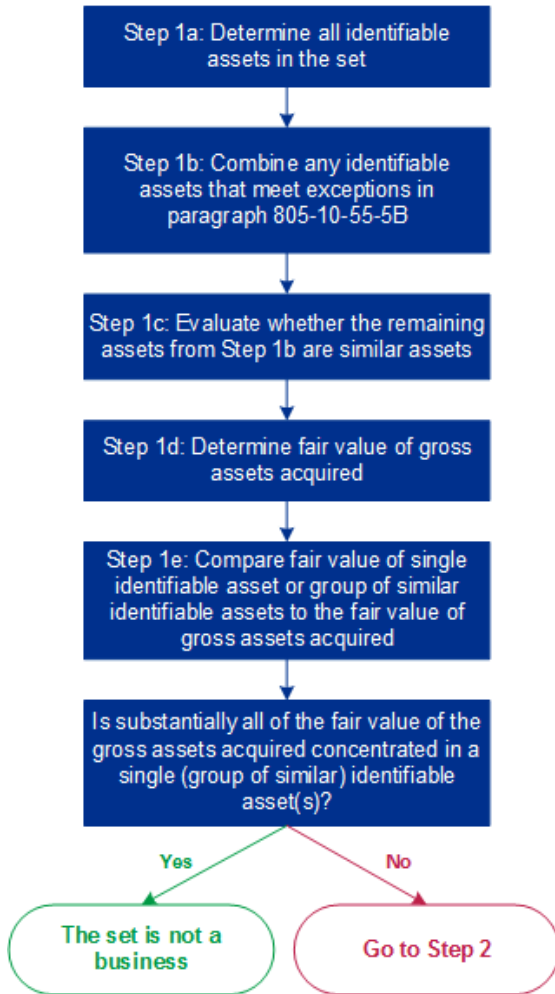 Step 1a: Determine all identifiable
assets in the set
Step 1b: Combine any identifiable
assets that meet exceptions in
paragraph 805-10-55-5B
Step 1c: Evaluate whether the remaining
assets from Step 1b are similar assets
Step 1d: Determine fair value of gross
assets acquired
Step 1e: Compare fair value of single
identifiable asset or group of similar
identifiable assets to the fair value of
gross assets acquired
Is substantially all of the fair value of the
gross assets acquired concentrated in a
single (group of similar) identifiable
asset(s)?
Yes
No
The set is not a
business
Go to Step 2